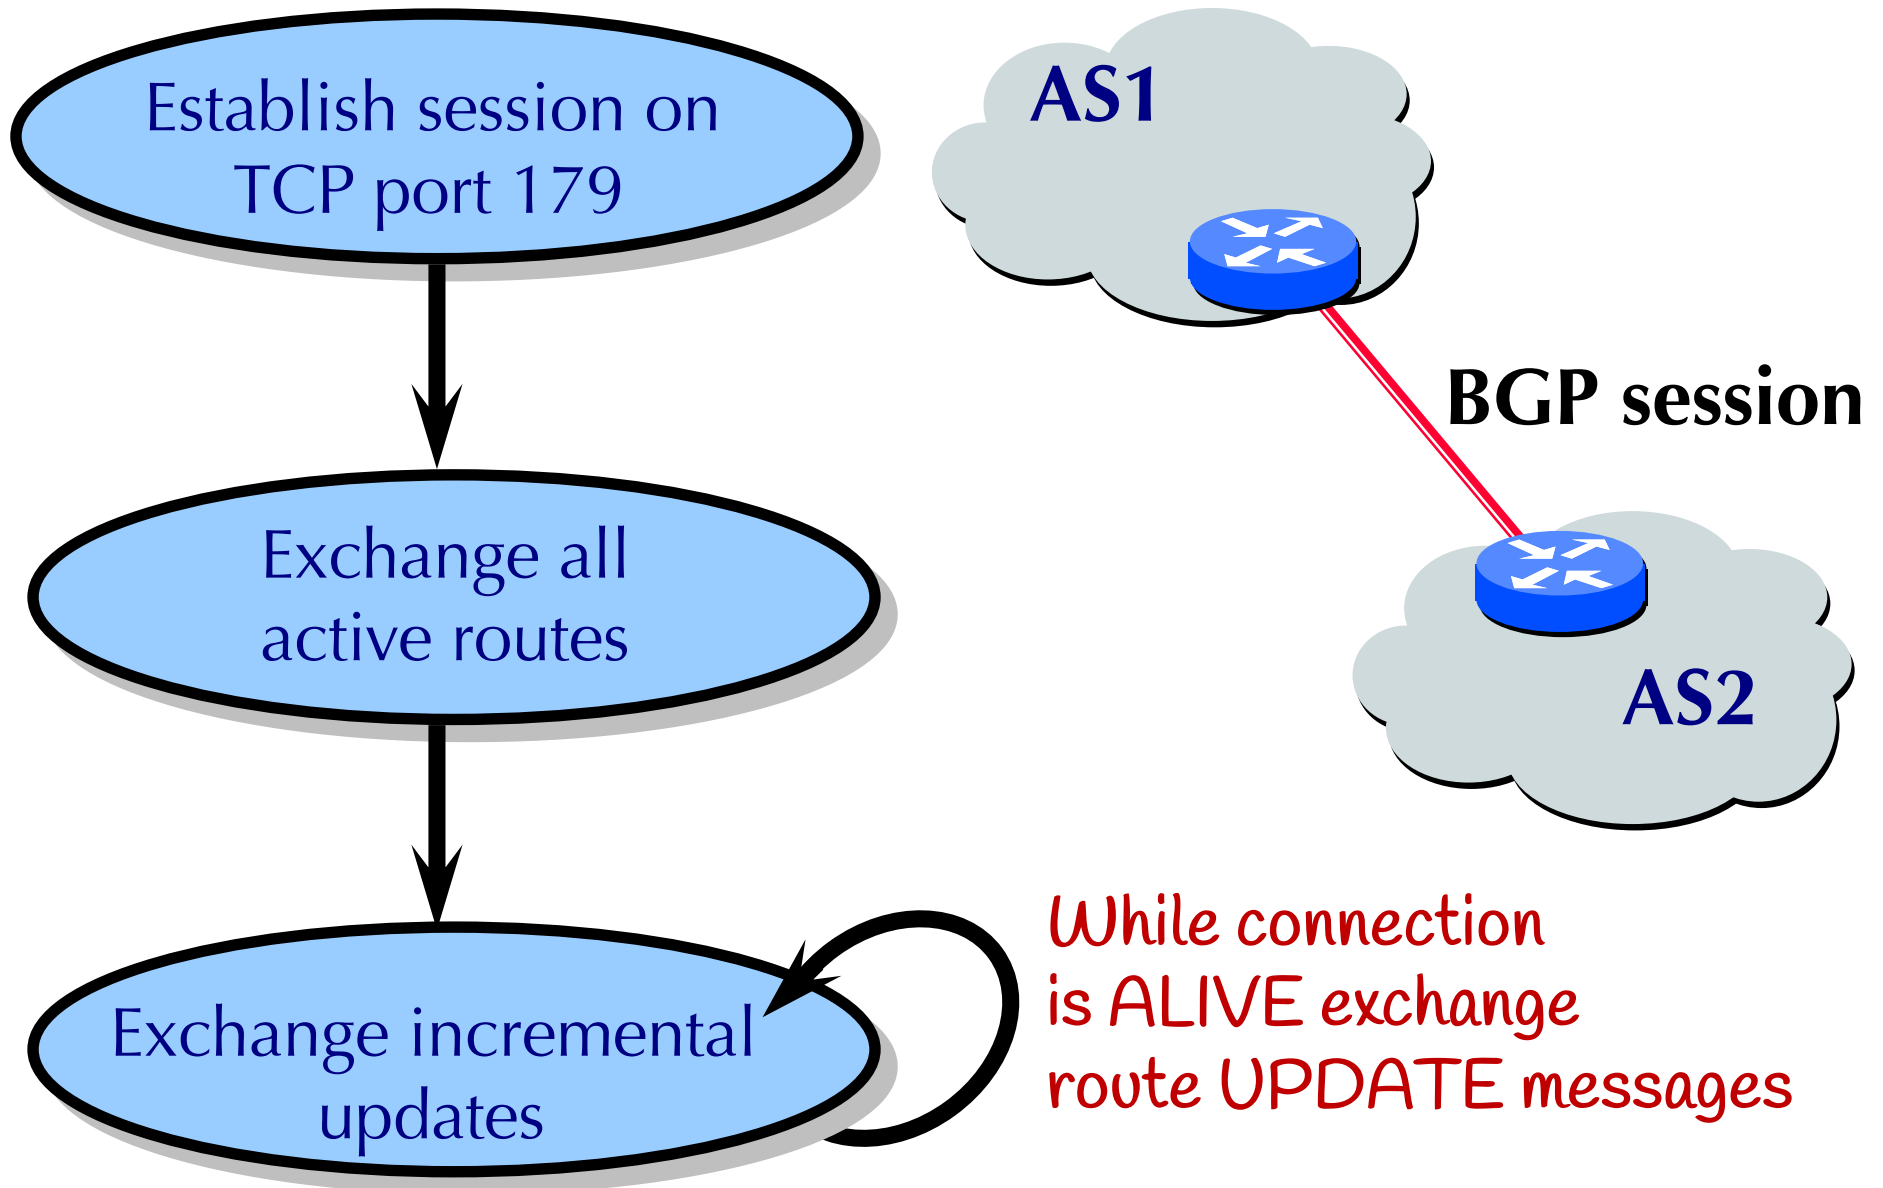 Establish session on
TCP port 179
AS1
BGP session
Exchange all
active routes
AS2
While connection
is ALIVE exchange
route UPDATE messages
Exchange incremental
updates